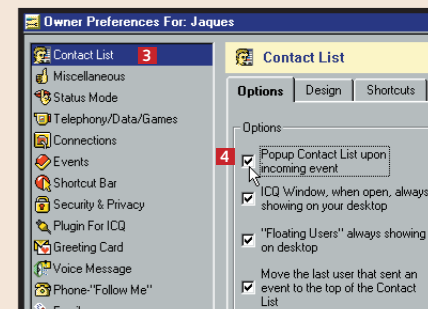 Owner Preferences For: Jaques
Contact List 3
Miscellaneous
Status Mode
Telephony/Data/Games
Connections
Events
Shortcut Bar
Security & Privacy
Plugin For ICQ
Greeting Card
Voice Message
Phone-"Follow Me"
Contact List
Options Design Shortcuts
Options
4
Popup Contact List upon
incoming event
ICQ Window, when open, always
showing on your desktop
"Floating Users" always showing
on desktop
Move the last user that sent an
event to the top of the Contact
List